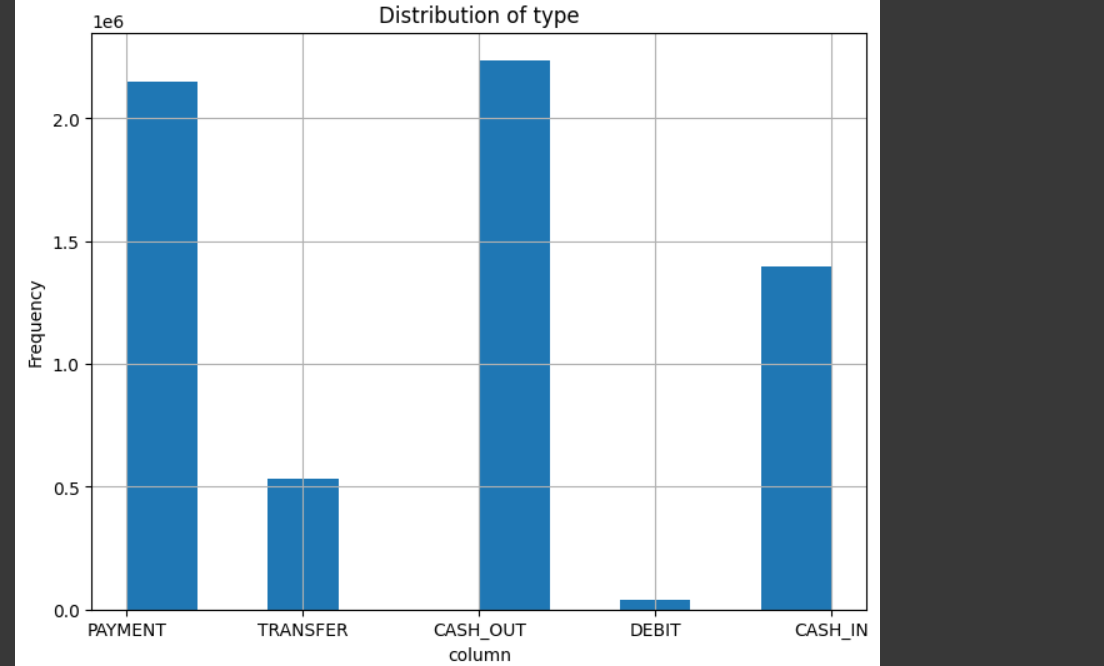 Distribution of type
1e6
2.0
1.5
1.0
0.5
0.0
Frequency
PAYMENT TRANSFER CASH_OUT DEBIT CASH_IN
column